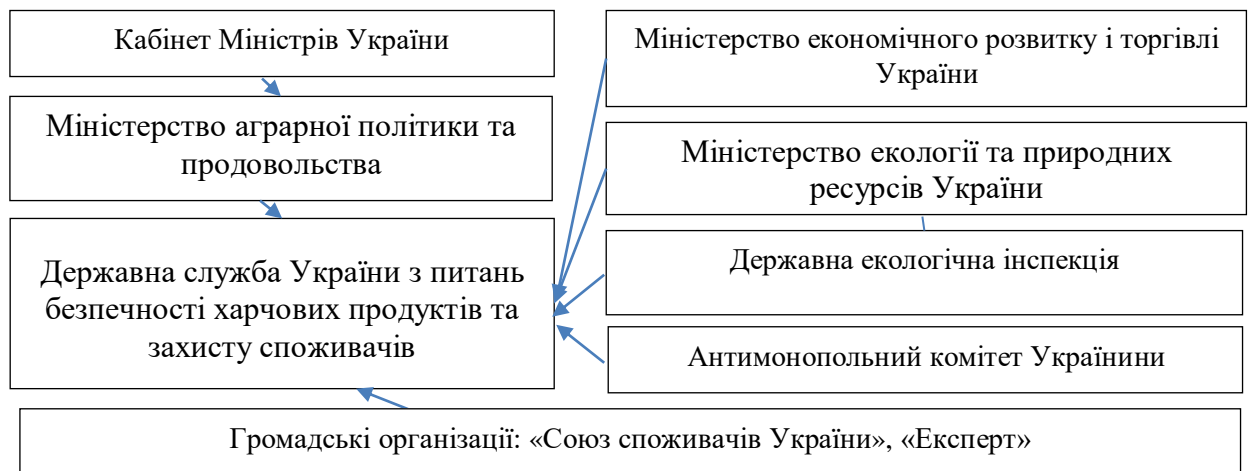 Кабінет Міністрів України
Міністерство аграрної політики та
продовольства
Державна служба України з питань
безпечності харчових продуктів та
захисту споживачів
Міністерство економічного розвитку і торгівлі
України
Міністерство екології та природних
ресурсів України
Державна екологічна інспекція
Антимонопольний комітет Українини
Громадські організації: «Союз споживачів України», «Експерт»